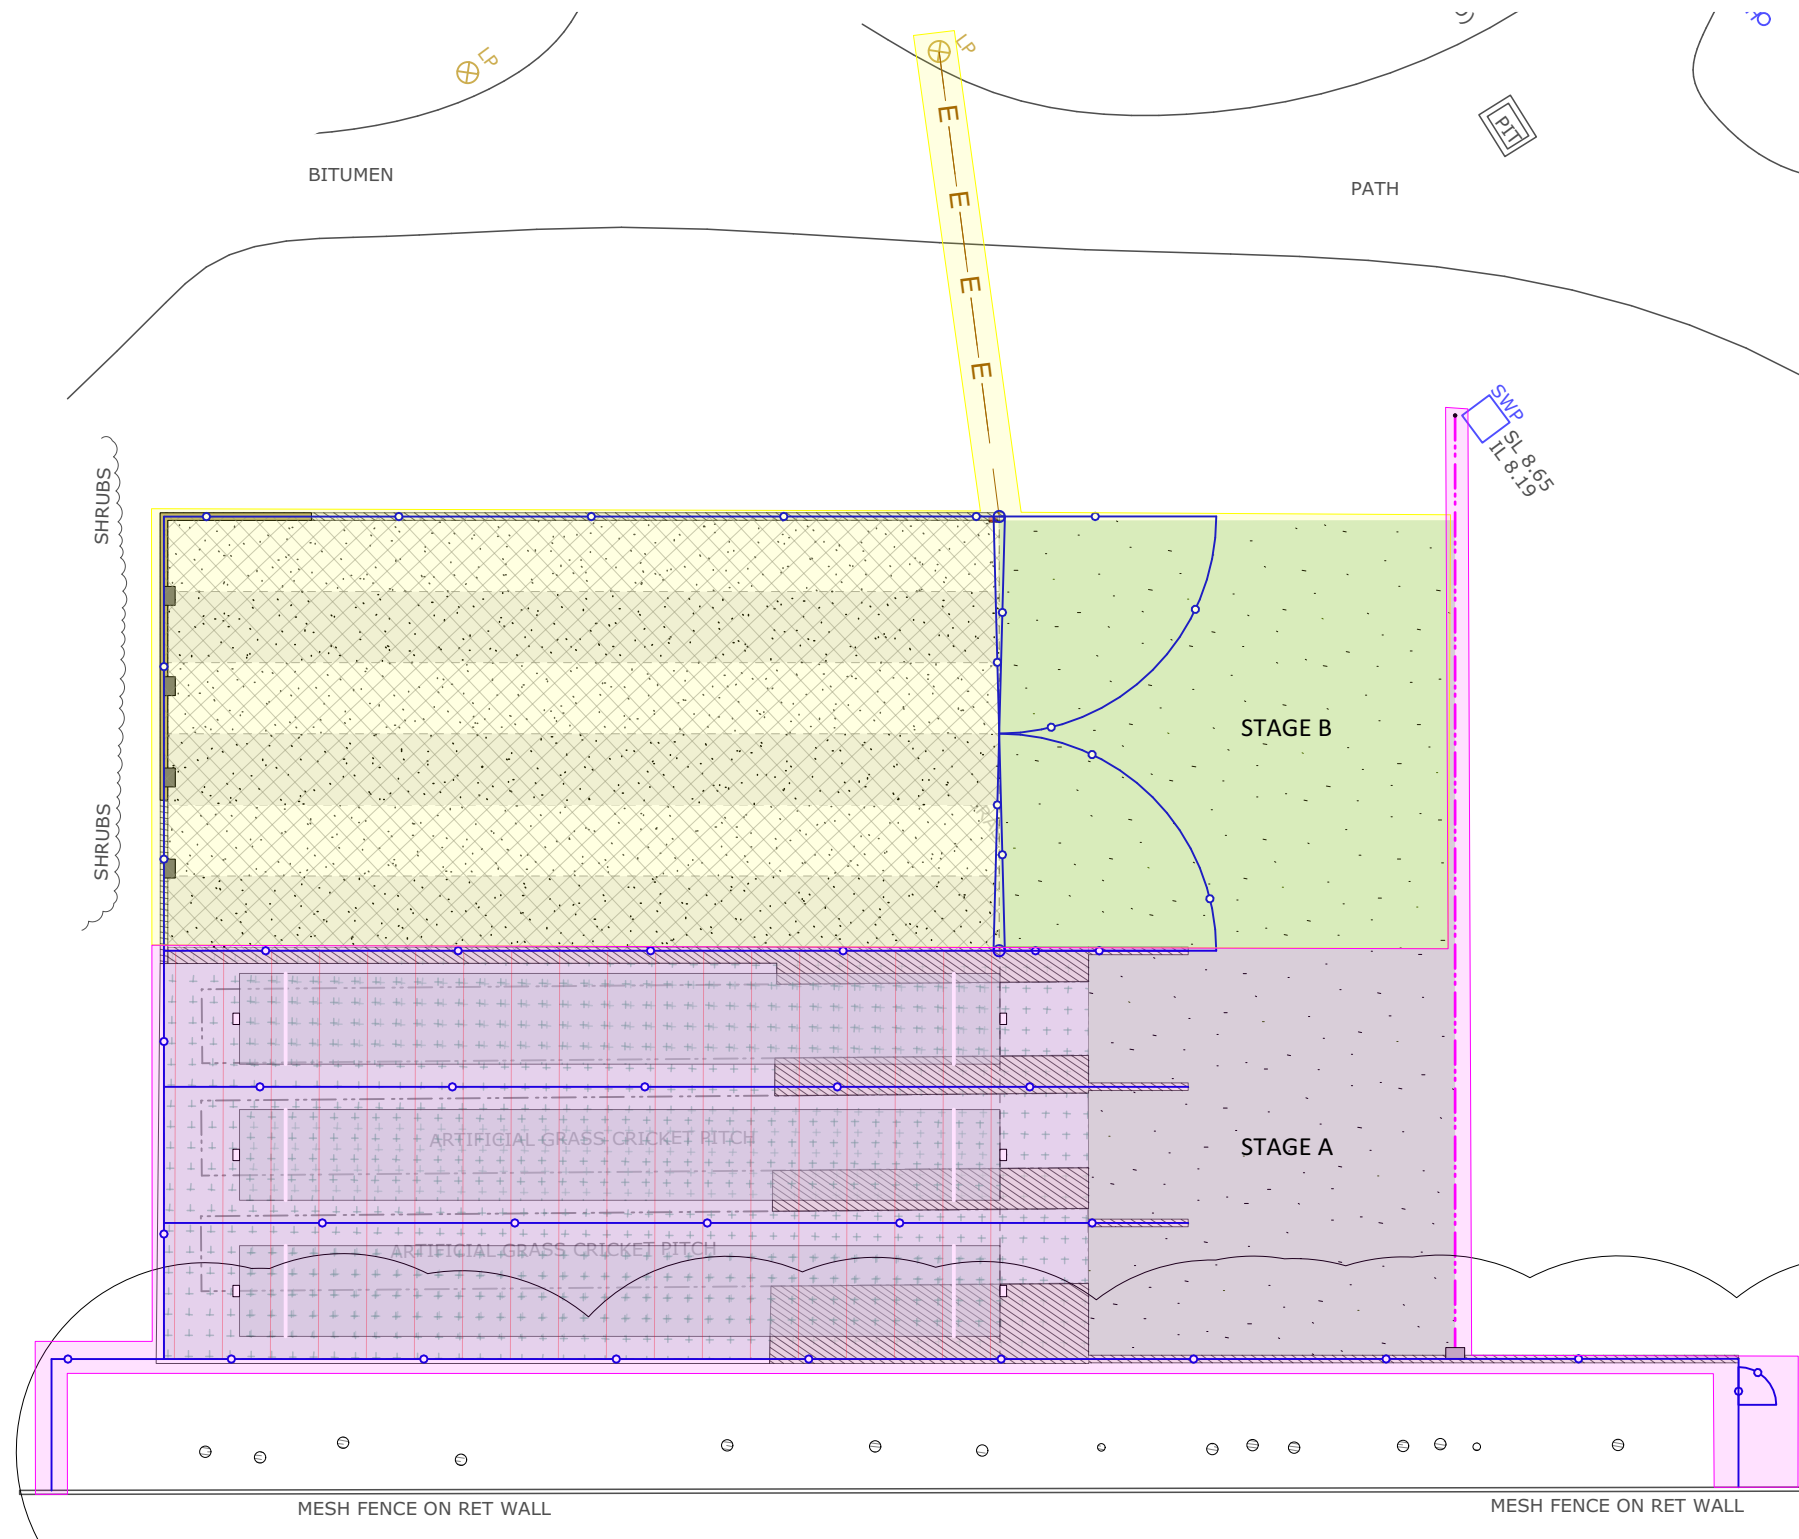 LP
LP
E
PIT
E
BITUMEN
PATH
E
E
SWP
SL 8.65
IL 8.19
SHRUBS
STAGE B
SHRUBS
ARTIFICIAL GRASS CRICKET PITCH
STAGE A
ARTIFICIAL GRASS CRICKET PITCH
MESH FENCE ON RET WALL
MESH FENCE ON RET WALL